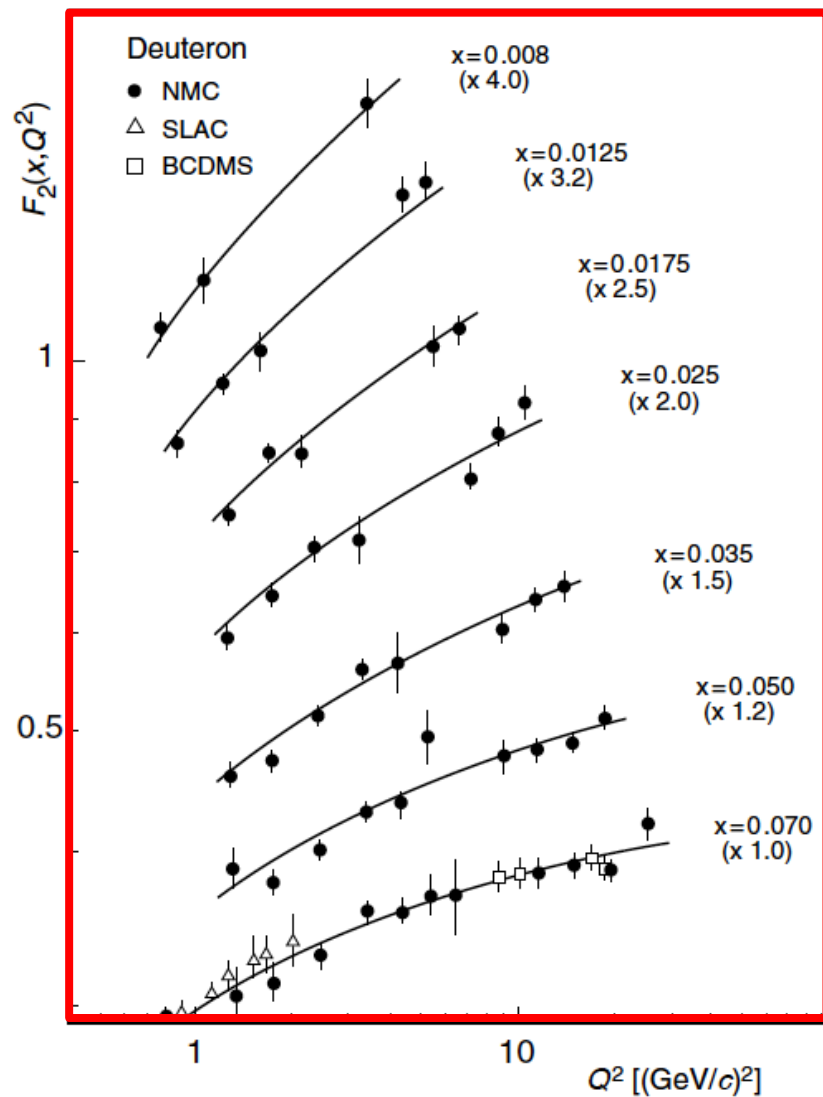 Deuteron
NMC
SLAC
BCDMS
F₂(x,Q²)
x=0.008
(x 4.0)
x=0.0125
(x 3.2)
x=0.0175
(x 2.5)
x=0.025
(x 2.0)
x=0.035
(x 1.5)
x=0.050
(x 1.2)
x=0.070
(x 1.0)
1
0.5
1
10
Q² [(GeV/c)²]